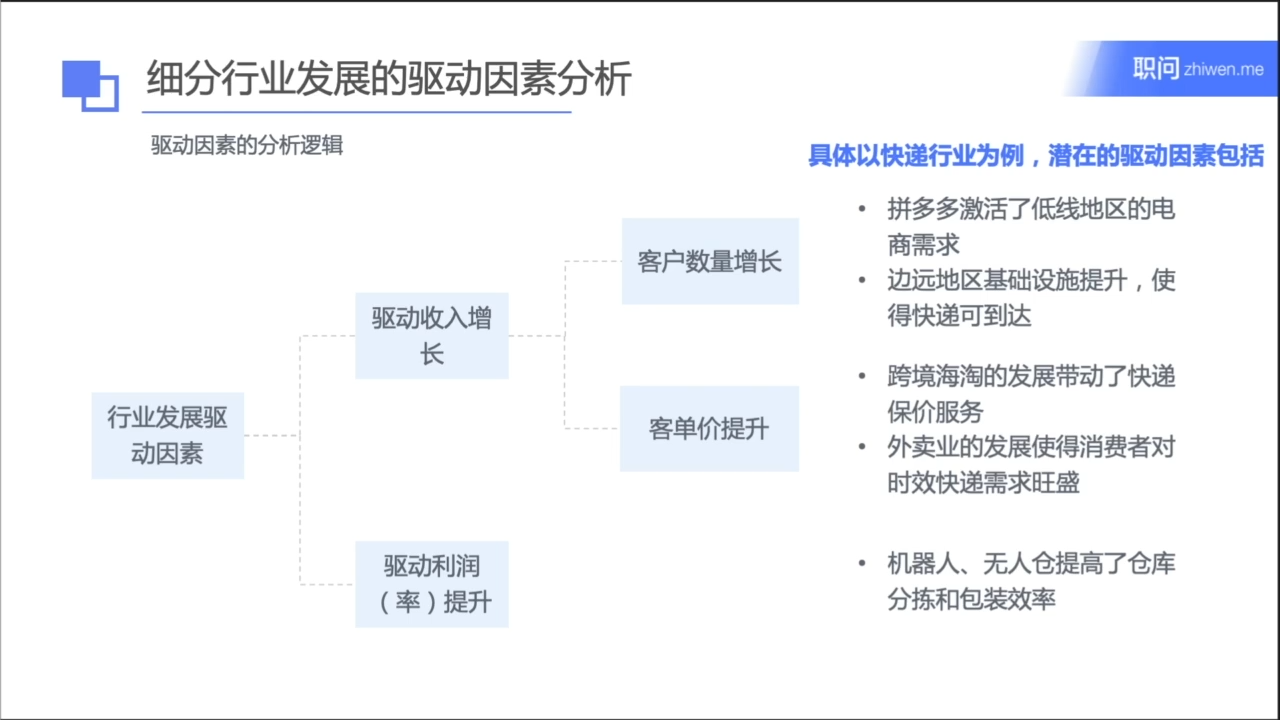 细分行业发展的驱动因素分析
职问 zhiwen.me
驱动因素的分析逻辑
具体以快递行业为例，潜在的驱动因素包括
行业发展驱
动因素
驱动收入增
长
驱动利润
（率）提升
客户数量增长
客单价提升
• 拼多多激活了低线地区的电
商需求
• 边远地区基础设施提升，使
得快递可到达
• 跨境海淘的发展带动了快递
保价服务
• 外卖业的发展使得消费者对
时效快递需求旺盛
• 机器人、无人仓提高了仓库
分拣和包装效率